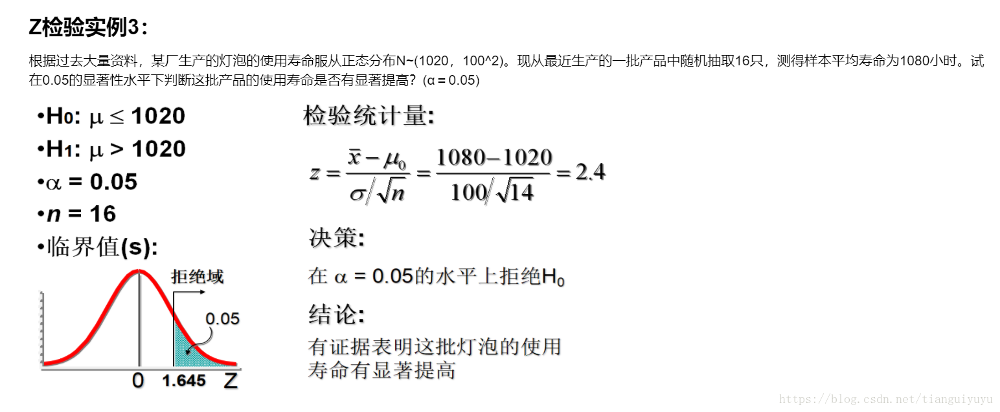 Z检验实例3：
根据过去大量资料，某厂生产的灯泡的使用寿命服从正态分布N~(1020，100^2)。现从最近生产的一批产品中随机抽取16只，测得样本平均寿命为1080小时。试
在0.05的显著性水平下判断这批产品的使用寿命是否有显著提高？(α＝0.05)
•H0: μ ≤ 1020
•H1: μ > 1020
•α = 0.05
•n = 16
•临界值(s):
拒绝域
0.05
0 1.645 Z
检验统计量:
z = (x̄ − μ0)/(σ/√n) = (1080−1020)/(100/√14) = 2.4
决策:
在 α = 0.05的水平上拒绝H0
结论:
有证据表明这批灯泡的使用
寿命有显著提高
https://blog.csdn.net/tianguiyuyu